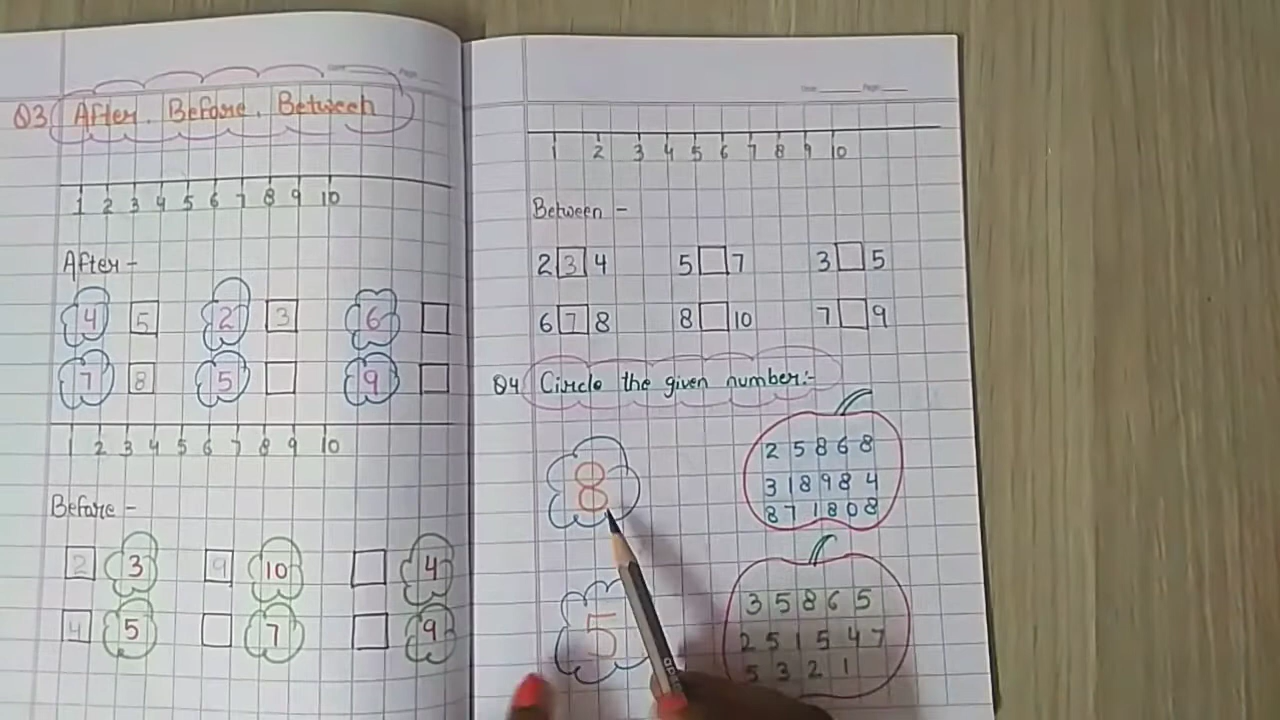 Q3 After. Before. Between
1 2 3 4 5 6 7 8 9 10
After -
4 5 2 3 6
7 8 5 9
1 2 3 4 5 6 7 8 9 10
Before -
2 3 9 10 4
4 5 7 9
1 2 3 4 5 6 7 8 9 10
Between -
2 3 4 5 7 3 5
6 7 8 8 10 7 9
Q4 Circle the given number:-
8
2 5 8 6 8
3 1 8 9 8 4
8 7 1 8 0 8
5
3 5 8 6 5
2 5 1 5 4 7
5 3 2 1